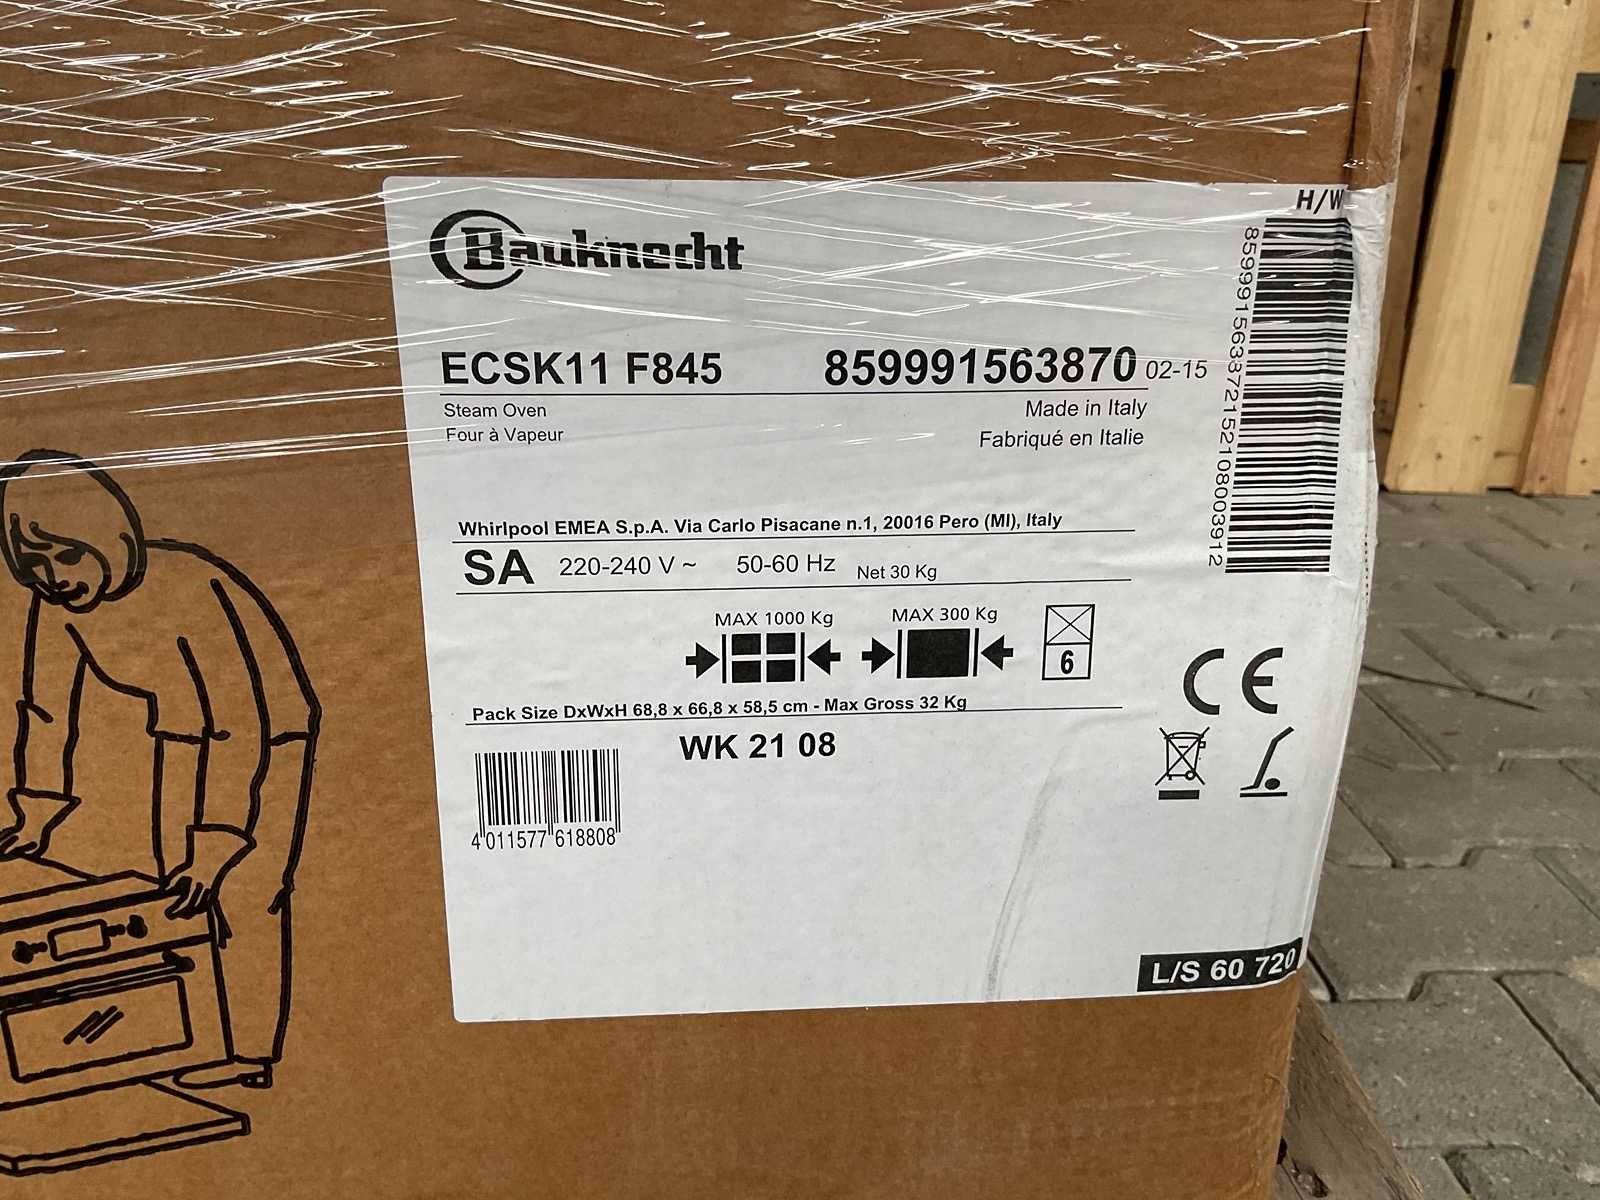 H/W
Bauknecht
ECSK11 F845 859991563870 02-15
Steam Oven Made in Italy
Four à Vapeur Fabriqué en Italie
859991563872152108003912
Whirlpool EMEA S.p.A. Via Carlo Pisacane n.1, 20016 Pero (MI), Italy
SA 220-240 V ~ 50-60 Hz Net 30 Kg
MAX 1000 Kg MAX 300 Kg
6
CE
Pack Size DxWxH 68,8 x 66,8 x 58,5 cm - Max Gross 32 Kg
WK 21 08
4 011577 618808
L/S 60 720